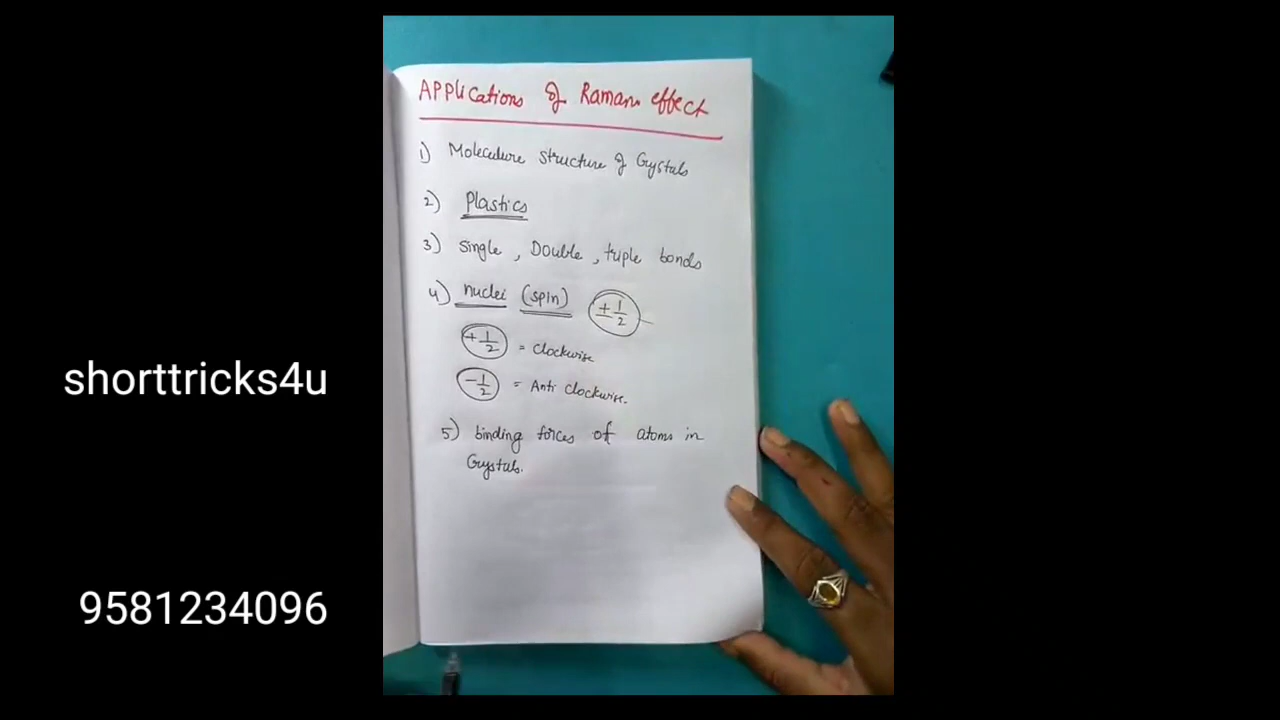 APPlications of Raman effect
1) Moleculure structure of Crystals
2) Plastics
3) Single, Double, triple bonds
4) nuclei (spin) ±1/2
+1/2 = Clockwise
-1/2 = Anti clockwise.
5) binding forces of atoms in
Crystals.
shorttricks4u
9581234096